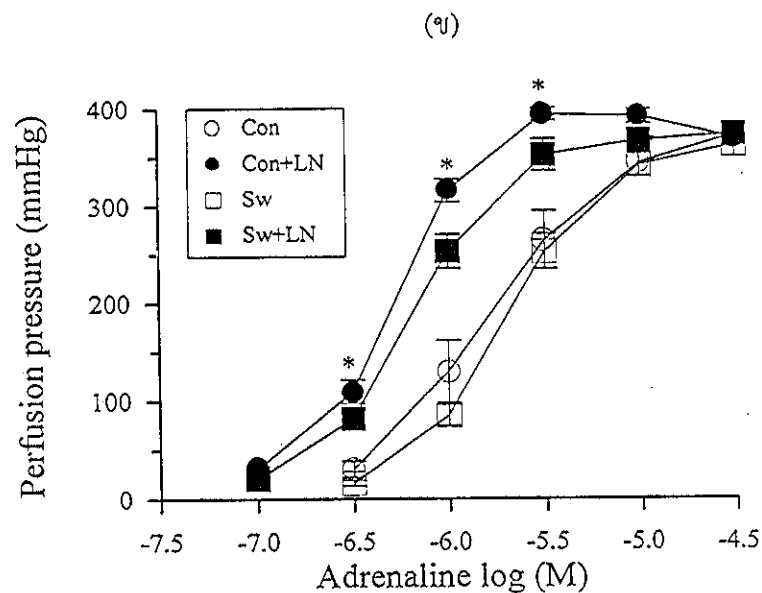 (ข)
Perfusion pressure (mmHg)
400
300
200
100
0
Con
Con+LN
Sw
Sw+LN
*
*
*
-7.5 -7.0 -6.5 -6.0 -5.5 -5.0 -4.5
Adrenaline log (M)